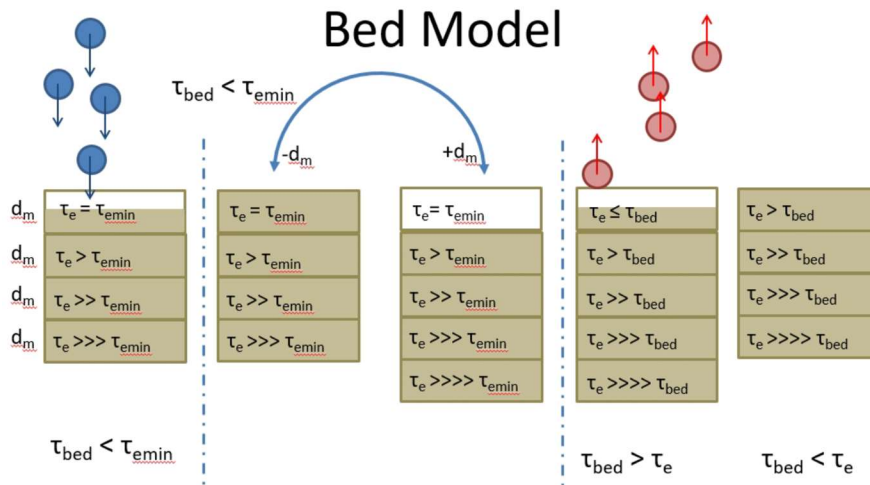 Bed Model
τbed < τemin
-dm
+dm
dm
τe = τemin
dm
τe > τemin
dm
τe >> τemin
dm
τe >>> τemin
τbed < τemin
τe = τemin
τe > τemin
τe >> τemin
τe >>> τemin
τe= τemin
τe > τemin
τe >> τemin
τe >>> τemin
τe >>>> τemin
τe ≤ τbed
τe > τbed
τe >> τbed
τe >>> τbed
τe >>>> τbed
τbed > τe
τe > τbed
τe >> τbed
τe >>> τbed
τe >>>> τbed
τbed < τe